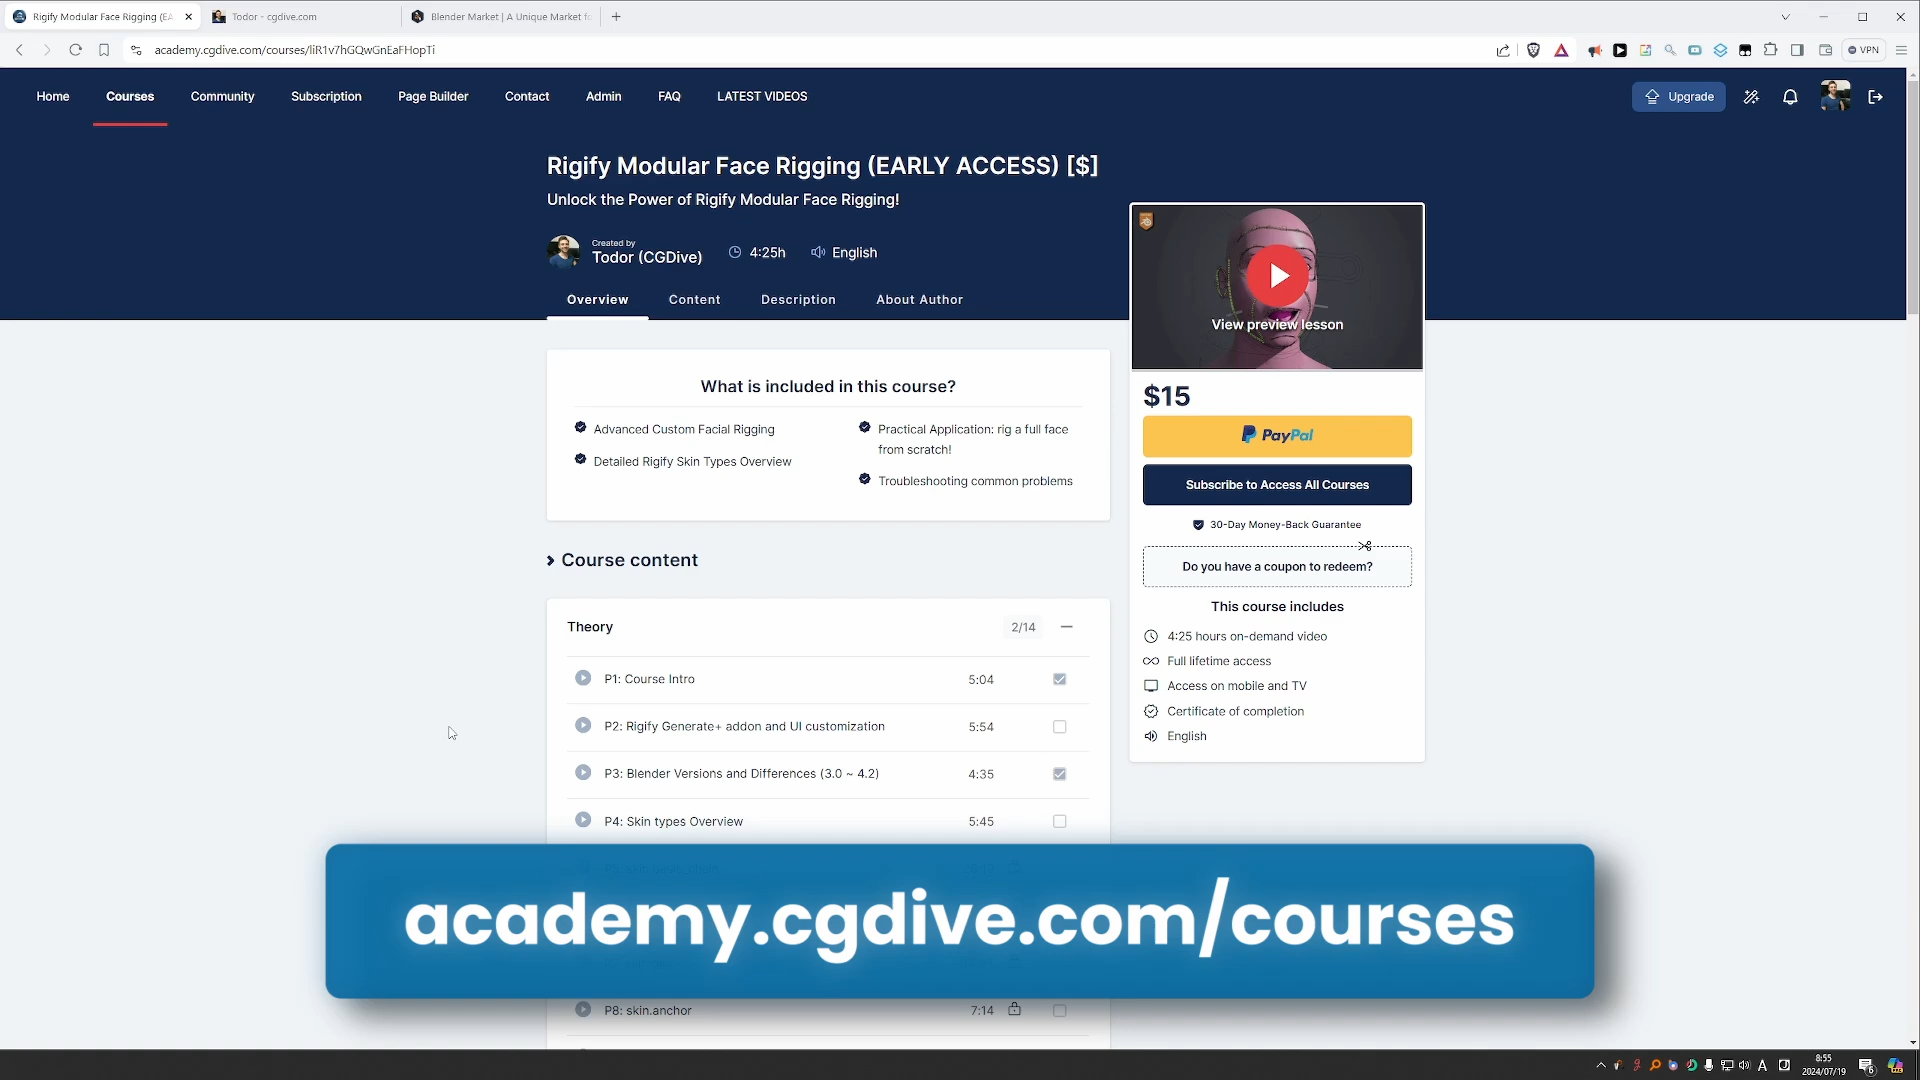 Rigify Modular Face Rigging (EA
Todor - cgdive.com
Blender Market | A Unique Market fo
academy.cgdive.com/courses/liR1v7hGQwGnEaFHopTi
VPN
Home
Courses
Community
Subscription
Page Builder
Contact
Admin
FAQ
LATEST VIDEOS
Upgrade
Rigify Modular Face Rigging (EARLY ACCESS) [$]
Unlock the Power of Rigify Modular Face Rigging!
Created by
Todor (CGDive)
4:25h
English
Overview
Content
Description
About Author
View preview lesson
What is included in this course?
Advanced Custom Facial Rigging
Detailed Rigify Skin Types Overview
Practical Application: rig a full face
from scratch!
Troubleshooting common problems
$15
PayPal
Subscribe to Access All Courses
30-Day Money-Back Guarantee
Do you have a coupon to redeem?
This course includes
4:25 hours on-demand video
Full lifetime access
Access on mobile and TV
Certificate of completion
English
Course content
Theory
2/14
P1: Course Intro
5:04
P2: Rigify Generate+ addon and UI customization
5:54
P3: Blender Versions and Differences (3.0 ~ 4.2)
4:35
P4: Skin types Overview
5:45
academy.cgdive.com/courses
P8: skin.anchor
7:14
A
8:55
2024/07/19
6